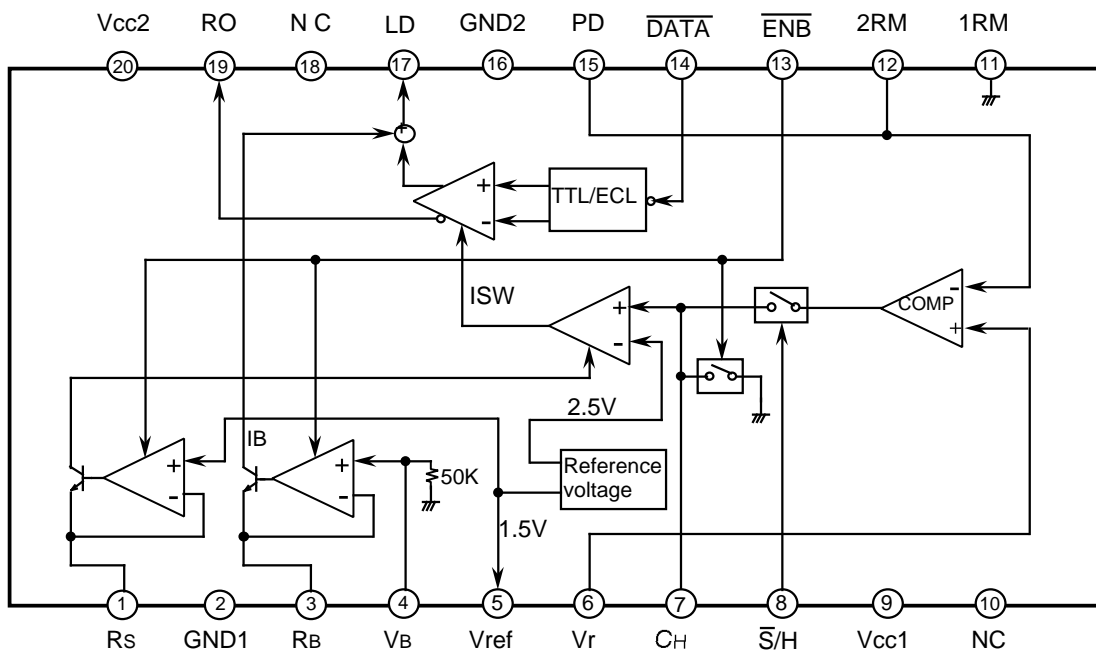 Vcc2 RO N C LD GND2 PD D̅A̅T̅A̅ E̅N̅B̅ 2RM 1RM
20 19 18 17 16 15 14 13 12 11
+
+ TTL/ECL
-
ISW
+
-
-
COMP
+
2.5V
IB
+
-
+
-
50K
Reference
voltage
1.5V
1 2 3 4 5 6 7 8 9 10
RS GND1 RB VB Vref Vr CH S̅/H Vcc1 NC